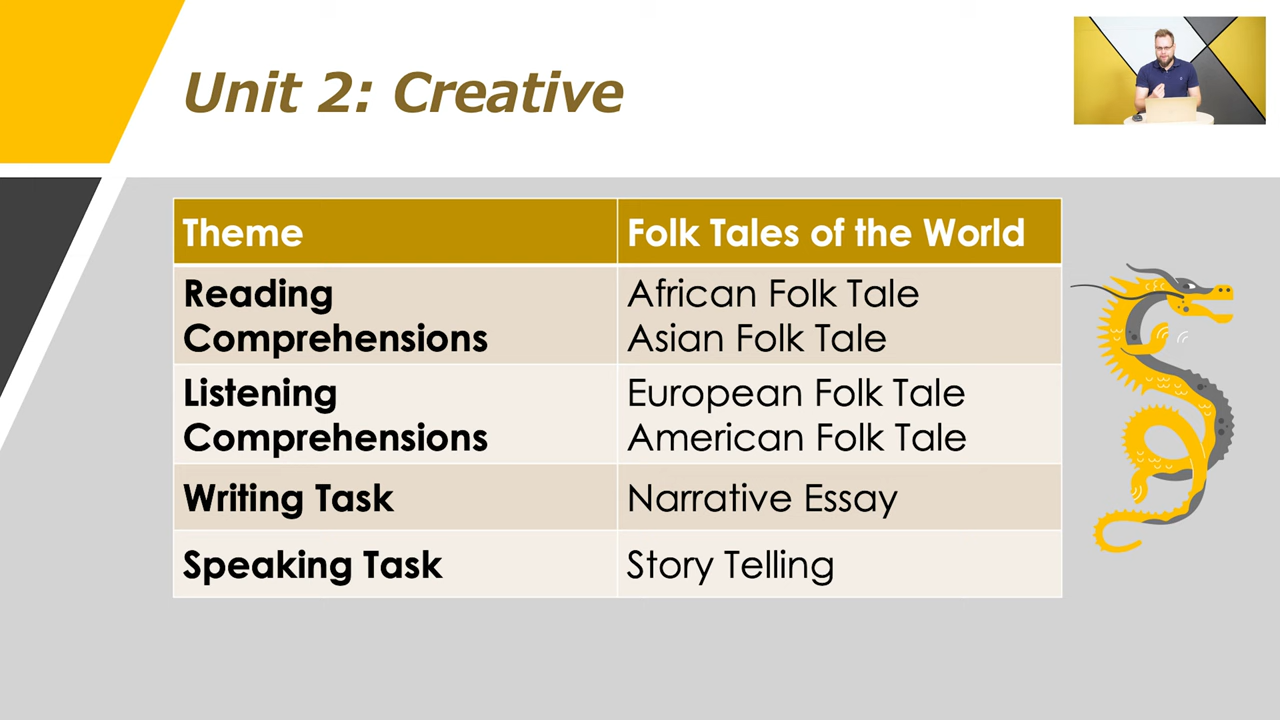 Unit 2: Creative
Theme
Folk Tales of the World
Reading
Comprehensions
African Folk Tale
Asian Folk Tale
Listening
Comprehensions
European Folk Tale
American Folk Tale
Writing Task
Narrative Essay
Speaking Task
Story Telling